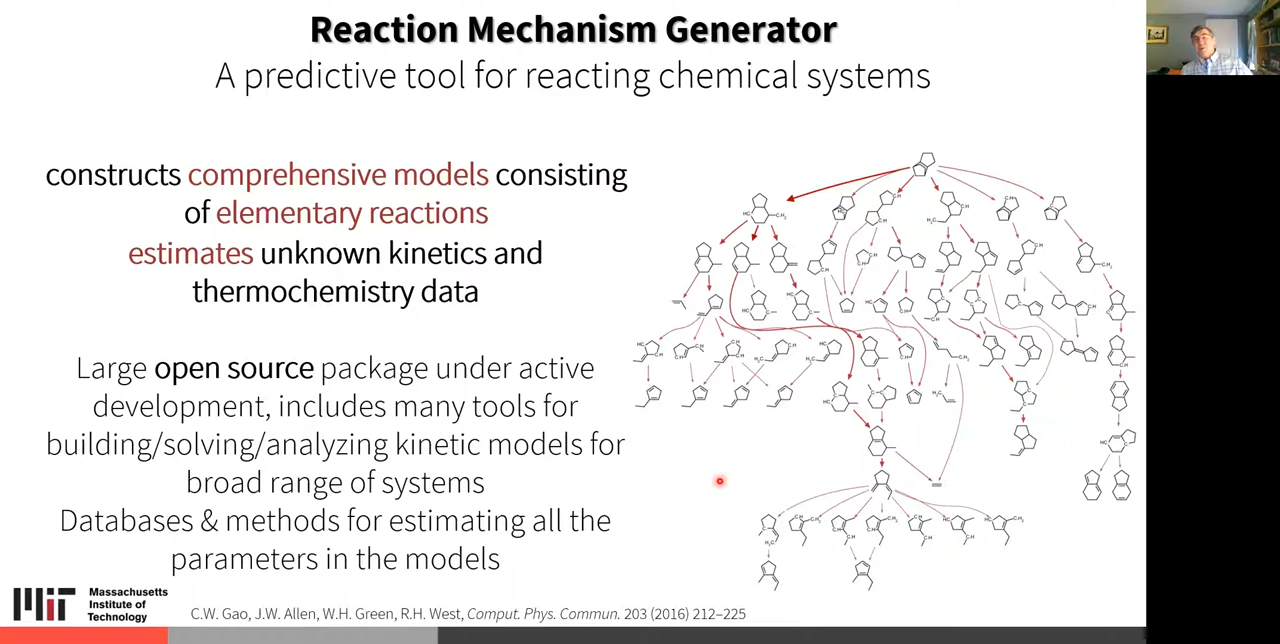 Reaction Mechanism Generator
A predictive tool for reacting chemical systems
constructs comprehensive models consisting
of elementary reactions
estimates unknown kinetics and
thermochemistry data
Large open source package under active
development, includes many tools for
building/solving/analyzing kinetic models for
broad range of systems
Databases & methods for estimating all the
parameters in the models
MIT
Massachusetts
Institute of
Technology
C.W. Gao, J.W. Allen, W.H. Green, R.H. West, Comput. Phys. Commun. 203 (2016) 212–225